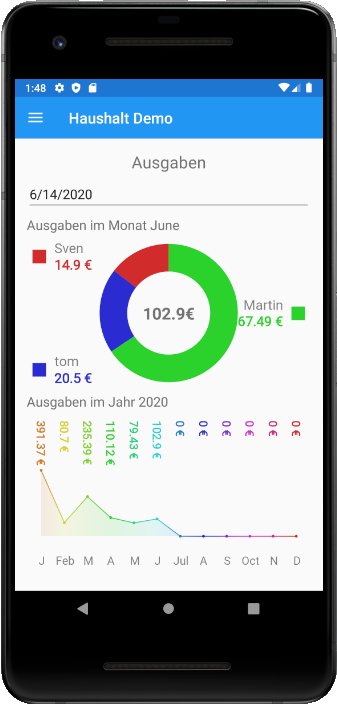 1:48
Haushalt Demo
Ausgaben
6/14/2020
Ausgaben im Monat June
Sven
14.9 €
102.9€
Martin
67.49 €
tom
20.5 €
Ausgaben im Jahr 2020
391.37 € 80.7 € 235.39 € 110.12 € 79.43 € 102.9 € 0 € 0 € 0 € 0 € 0 € 0 €
J Feb M A M J Jul A S Oct N D